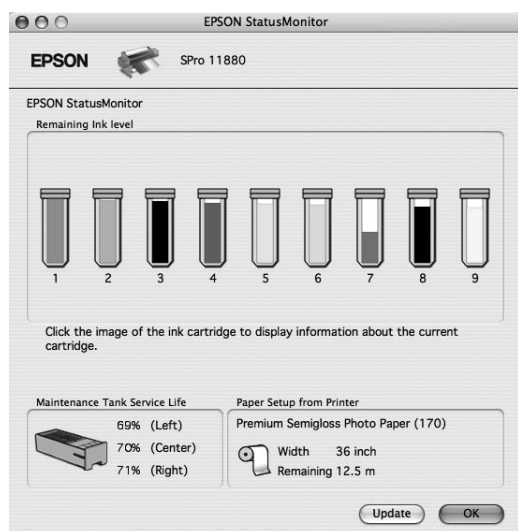 EPSON StatusMonitor
EPSON SPro 11880
EPSON StatusMonitor
Remaining Ink level
1 2 3 4 5 6 7 8 9
Click the image of the ink cartridge to display information about the current
cartridge.
Maintenance Tank Service Life
69% (Left)
70% (Center)
71% (Right)
Paper Setup from Printer
Premium Semigloss Photo Paper (170)
Width 36 inch
Remaining 12.5 m
Update OK